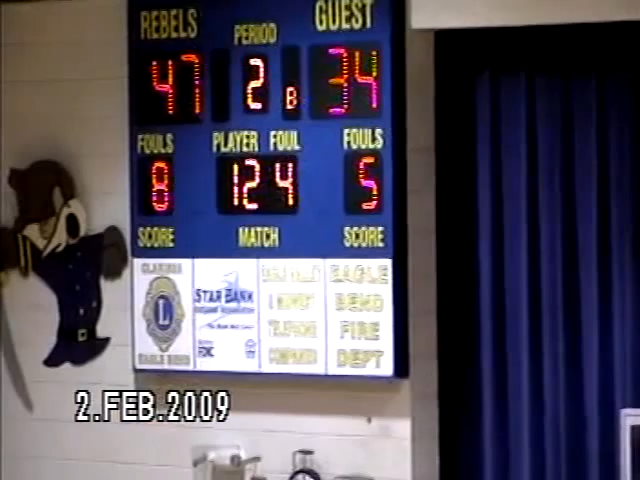 REBELS PERIOD GUEST
47 2 B 34
FOULS PLAYER FOUL FOULS
8 12 4 5
SCORE MATCH SCORE
L
STAR BANK
EAGLE
BEND
FIRE
DEPT
2.FEB.2009